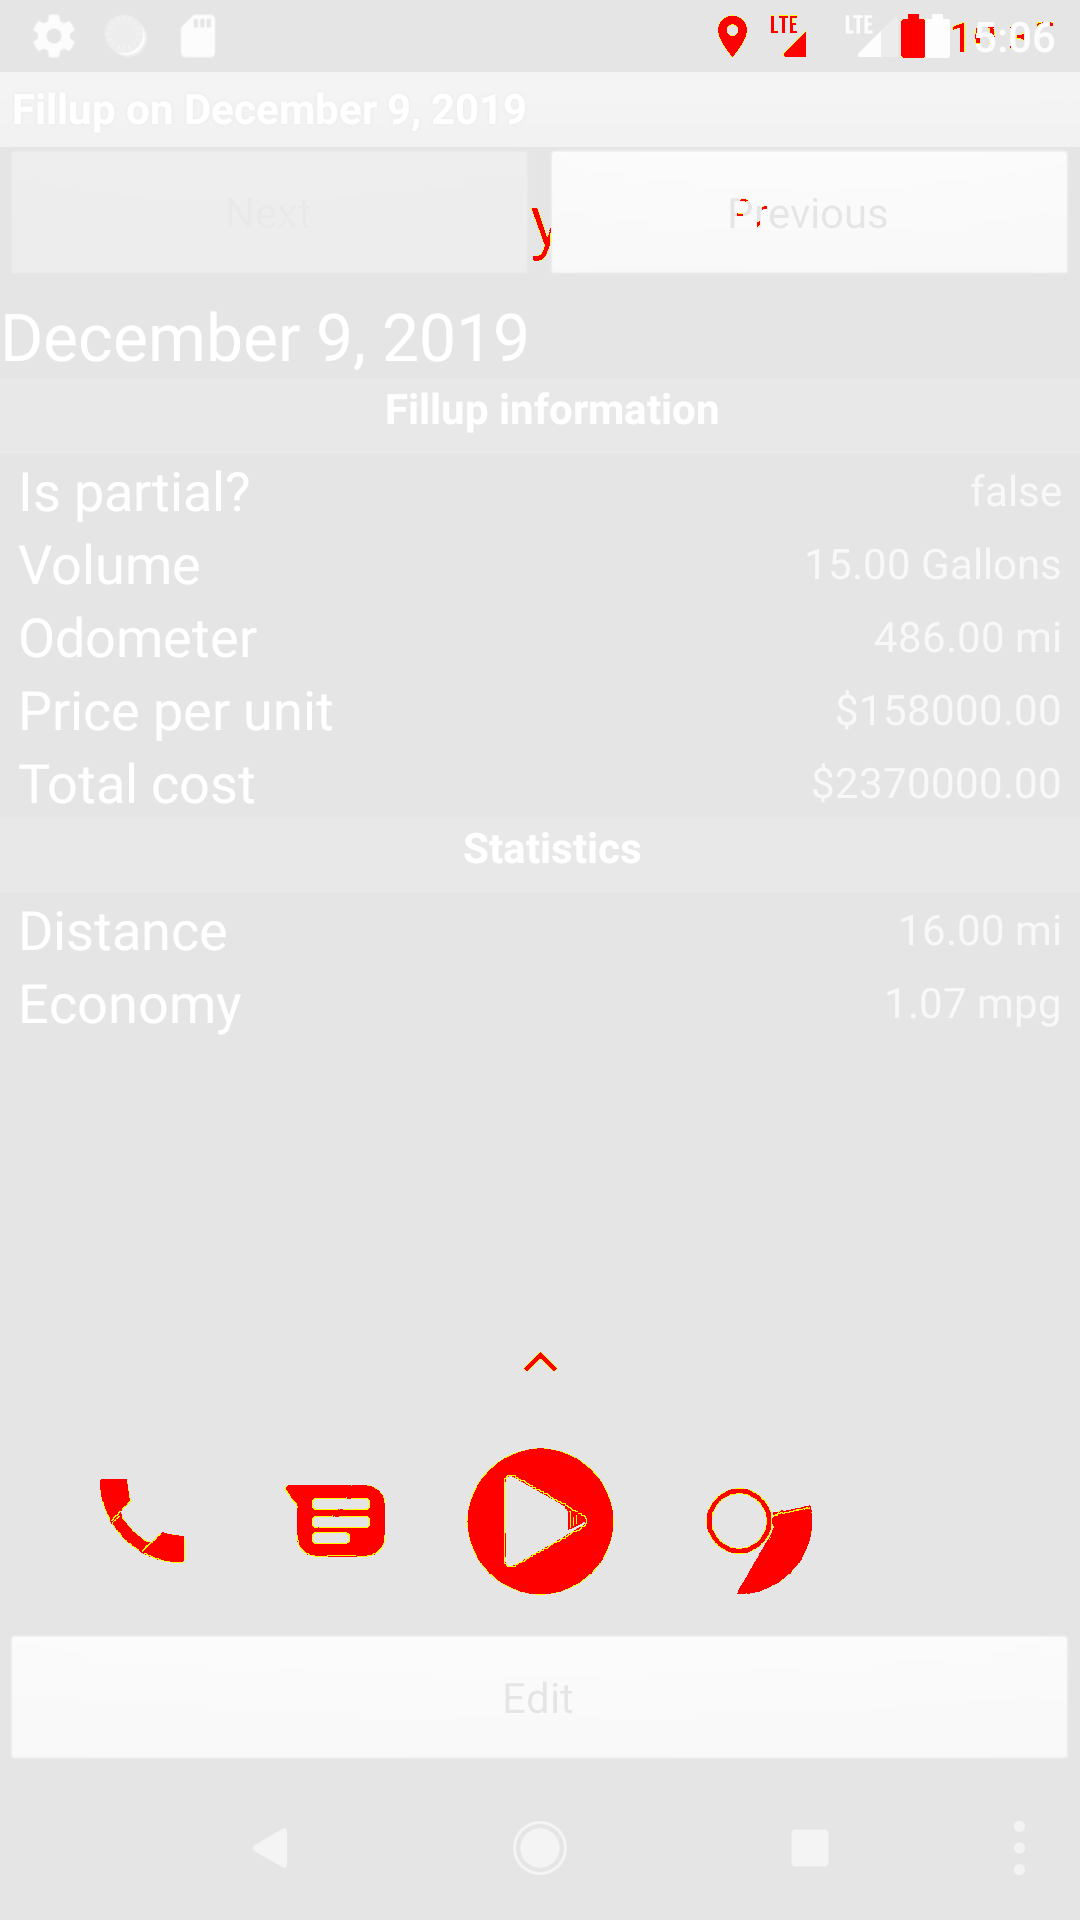 LTE LTE 15:06
Fillup on December 9, 2019
Next y Previous
December 9, 2019
Fillup information
Is partial? false
Volume 15.00 Gallons
Odometer 486.00 mi
Price per unit $158000.00
Total cost $2370000.00
Statistics
Distance 16.00 mi
Economy 1.07 mpg
Edit